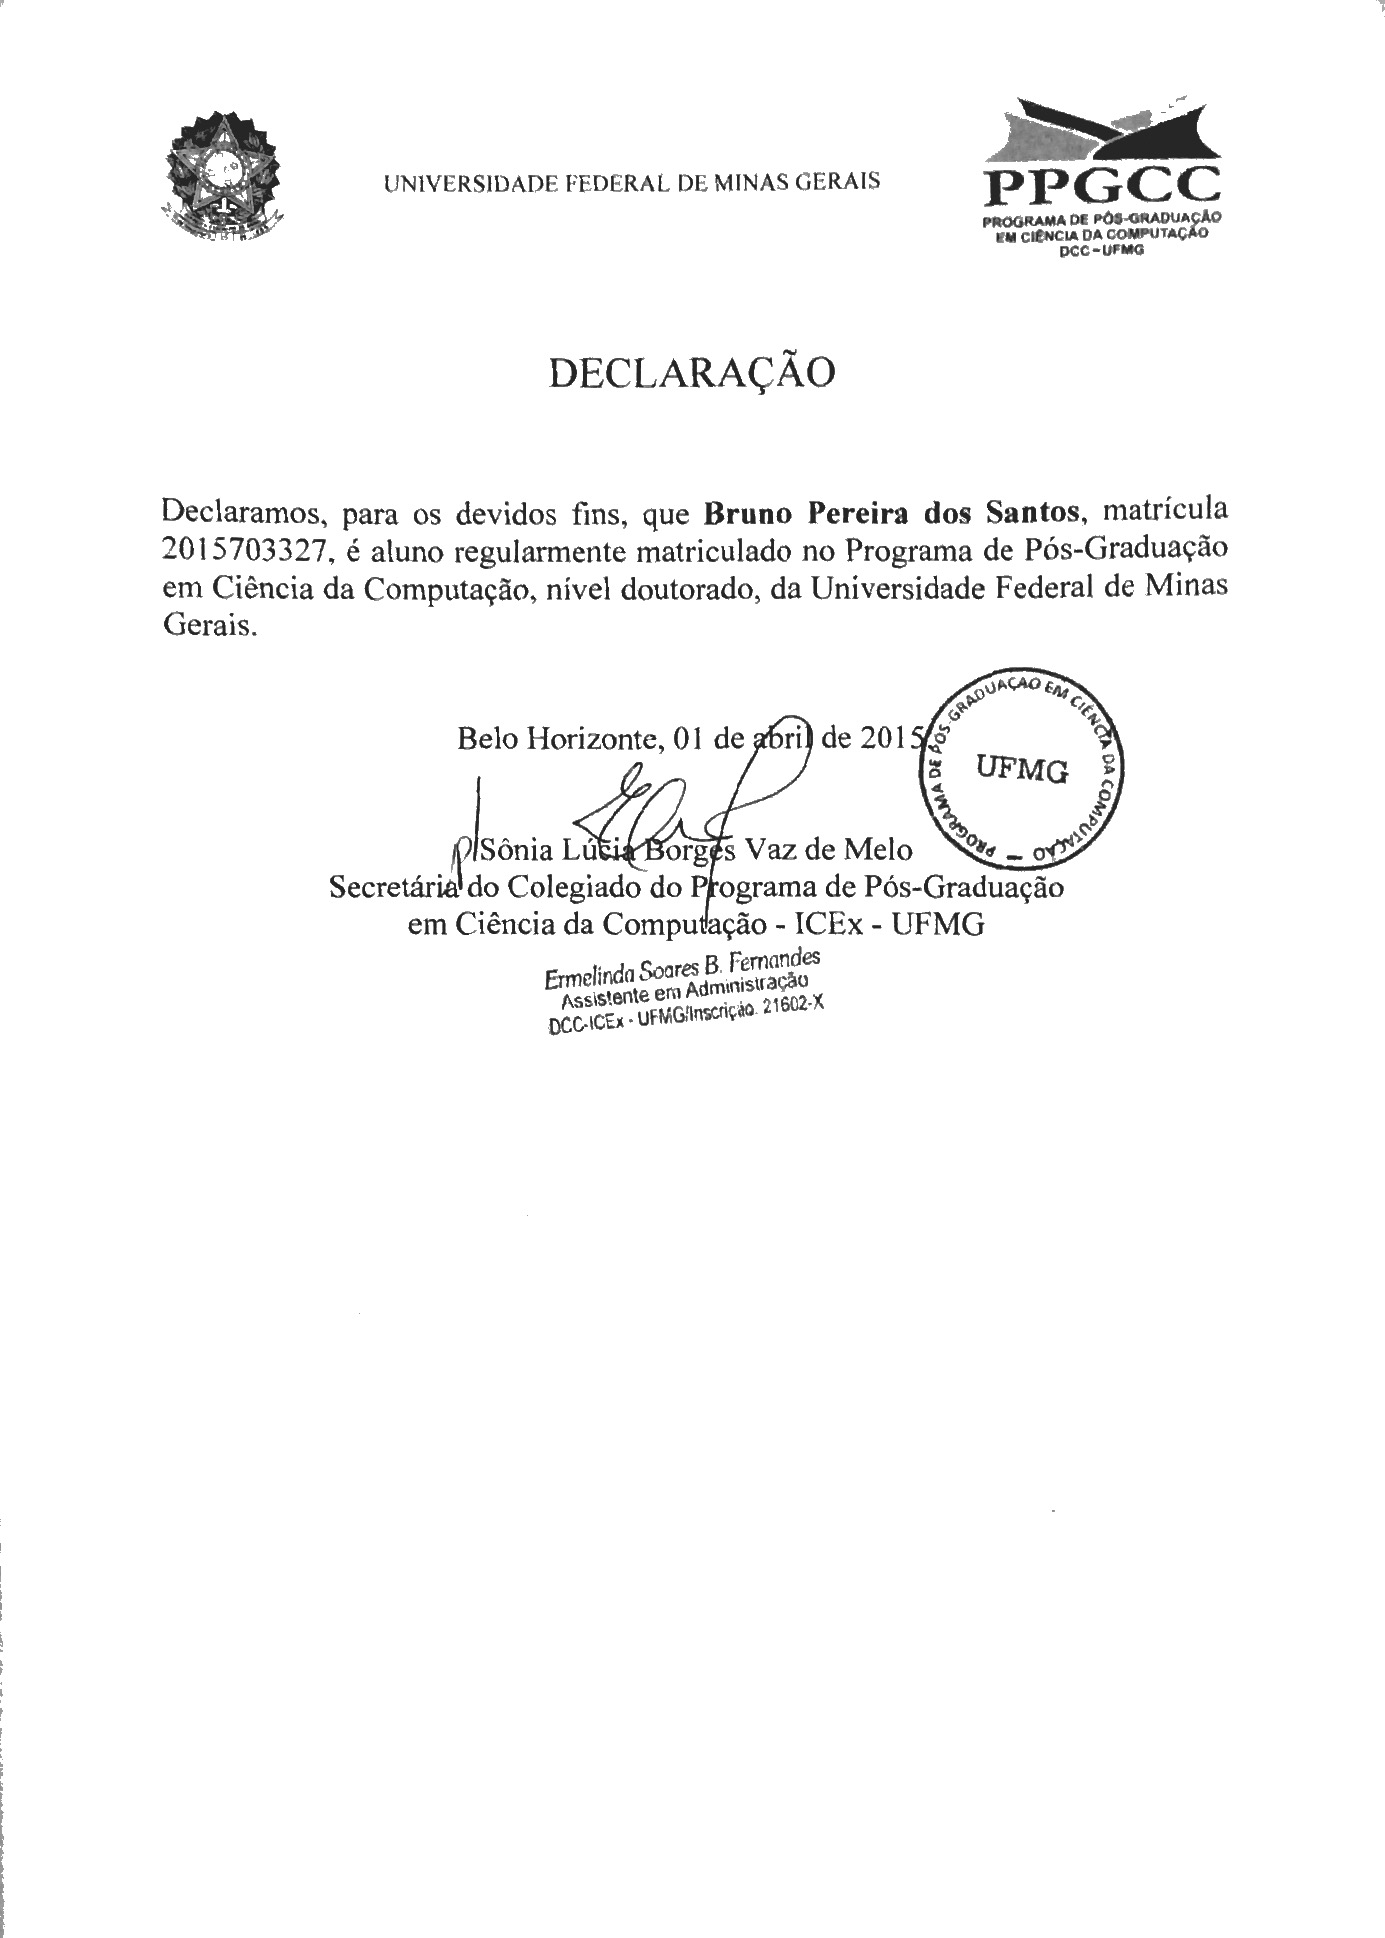 UNIVERSIDADE FEDERAL DE MINAS GERAIS
PPGCC
PROGRAMA DE PÓS-GRADUAÇÃO
EM CIÊNCIA DA COMPUTAÇÃO
DCC - UFMG
DECLARAÇÃO
Declaramos, para os devidos fins, que Bruno Pereira dos Santos, matrícula
2015703327, é aluno regularmente matriculado no Programa de Pós-Graduação
em Ciência da Computação, nível doutorado, da Universidade Federal de Minas
Gerais.
Belo Horizonte, 01 de abril de 2015
PROGRAMA DE PÓS-GRADUAÇÃO EM CIÊNCIA DA COMPUTAÇÃO -
UFMG
p/Sônia Lúcia Borges Vaz de Melo
Secretária do Colegiado do Programa de Pós-Graduação
em Ciência da Computação - ICEx - UFMG
Ermelinda Soares B. Fernandes
Assistente em Administração
DCC-ICEx - UFMG/Inscrição. 21602-X